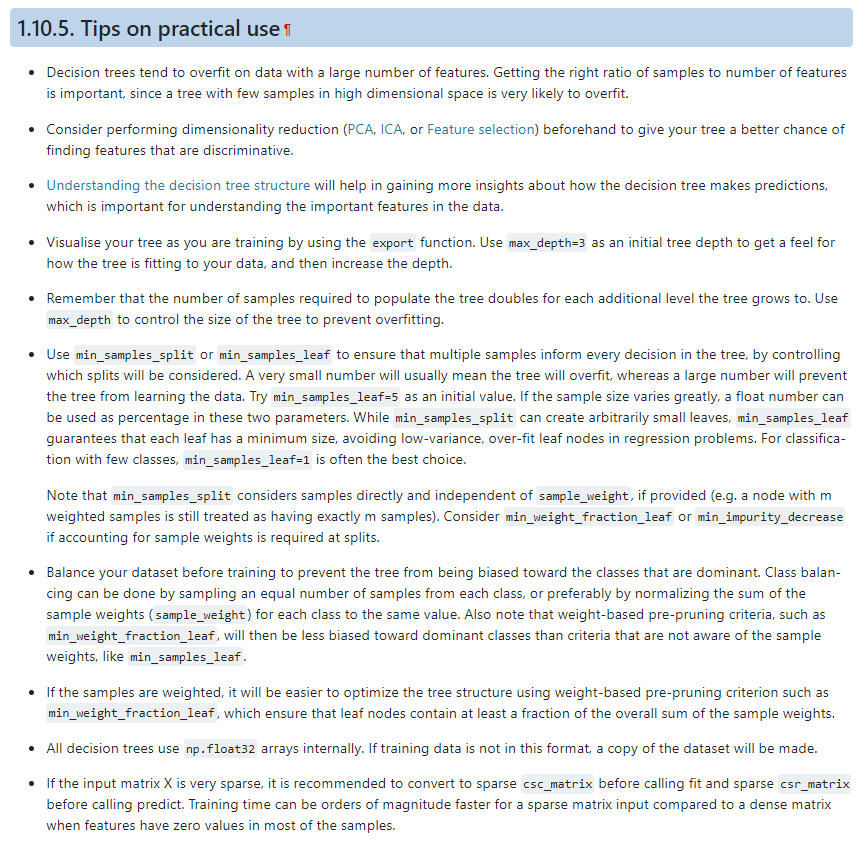 1.10.5. Tips on practical use¶
• Decision trees tend to overfit on data with a large number of features. Getting the right ratio of samples to number of features
is important, since a tree with few samples in high dimensional space is very likely to overfit.
• Consider performing dimensionality reduction (PCA, ICA, or Feature selection) beforehand to give your tree a better chance of
finding features that are discriminative.
• Understanding the decision tree structure will help in gaining more insights about how the decision tree makes predictions,
which is important for understanding the important features in the data.
• Visualise your tree as you are training by using the export function. Use max_depth=3 as an initial tree depth to get a feel for
how the tree is fitting to your data, and then increase the depth.
• Remember that the number of samples required to populate the tree doubles for each additional level the tree grows to. Use
max_depth to control the size of the tree to prevent overfitting.
• Use min_samples_split or min_samples_leaf to ensure that multiple samples inform every decision in the tree, by controlling
which splits will be considered. A very small number will usually mean the tree will overfit, whereas a large number will prevent
the tree from learning the data. Try min_samples_leaf=5 as an initial value. If the sample size varies greatly, a float number can
be used as percentage in these two parameters. While min_samples_split can create arbitrarily small leaves, min_samples_leaf
guarantees that each leaf has a minimum size, avoiding low-variance, over-fit leaf nodes in regression problems. For classifica-
tion with few classes, min_samples_leaf=1 is often the best choice.
Note that min_samples_split considers samples directly and independent of sample_weight, if provided (e.g. a node with m
weighted samples is still treated as having exactly m samples). Consider min_weight_fraction_leaf or min_impurity_decrease
if accounting for sample weights is required at splits.
• Balance your dataset before training to prevent the tree from being biased toward the classes that are dominant. Class balan-
cing can be done by sampling an equal number of samples from each class, or preferably by normalizing the sum of the
sample weights (sample_weight) for each class to the same value. Also note that weight-based pre-pruning criteria, such as
min_weight_fraction_leaf, will then be less biased toward dominant classes than criteria that are not aware of the sample
weights, like min_samples_leaf.
• If the samples are weighted, it will be easier to optimize the tree structure using weight-based pre-pruning criterion such as
min_weight_fraction_leaf, which ensure that leaf nodes contain at least a fraction of the overall sum of the sample weights.
• All decision trees use np.float32 arrays internally. If training data is not in this format, a copy of the dataset will be made.
• If the input matrix X is very sparse, it is recommended to convert to sparse csc_matrix before calling fit and sparse csr_matrix
before calling predict. Training time can be orders of magnitude faster for a sparse matrix input compared to a dense matrix
when features have zero values in most of the samples.